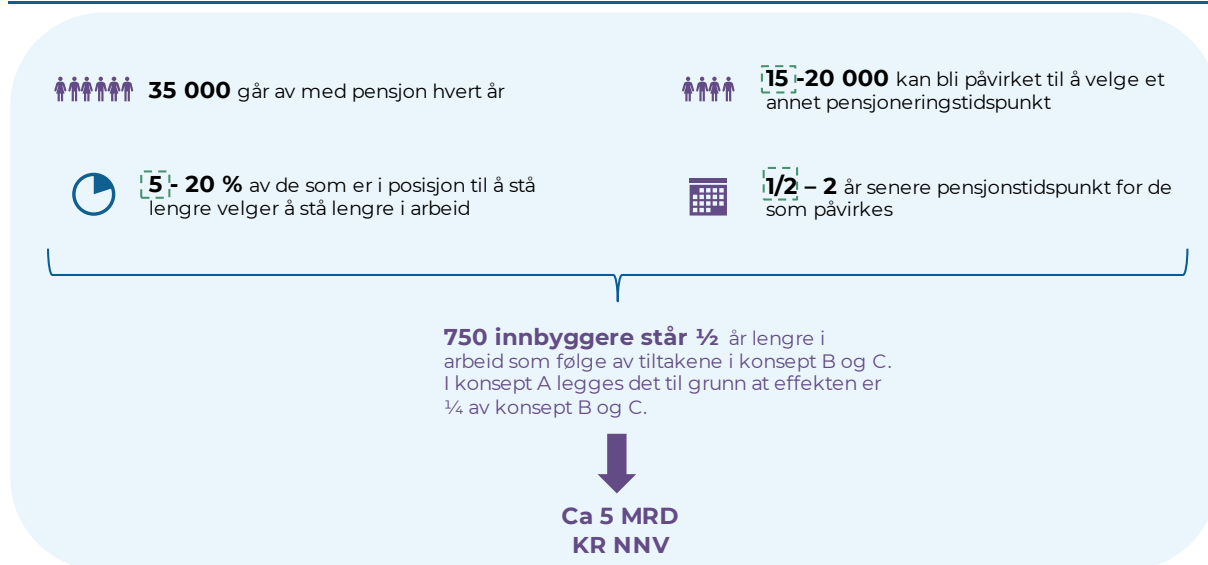 35 000 går av med pensjon hvert år
15 -20 000 kan bli påvirket til å velge et
annet pensjoneringstidspunkt
5 - 20 % av de som er i posisjon til å stå
lengre velger å stå lengre i arbeid
1/2 – 2 år senere pensjonstidspunkt for de
som påvirkes
750 innbyggere står ½ år lengre i
arbeid som følge av tiltakene i konsept B og C.
I konsept A legges det til grunn at effekten er
¼ av konsept B og C.
Ca 5 MRD
KR NNV